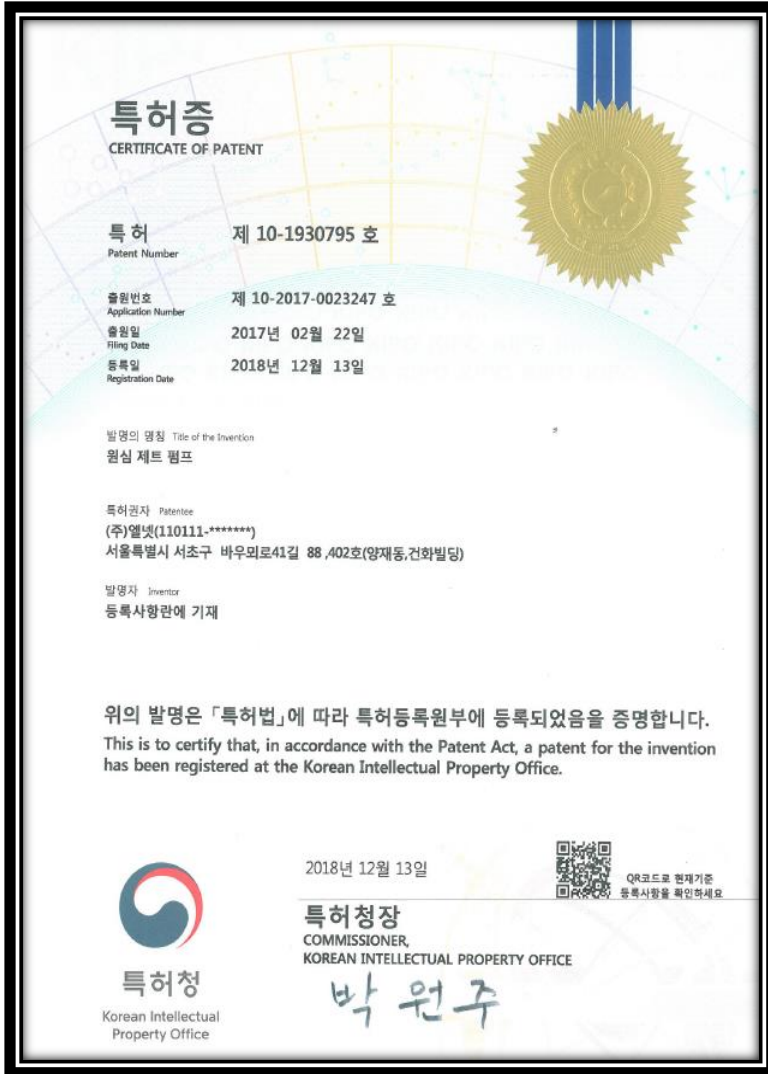 특허증
CERTIFICATE OF PATENT
특허 제 10-1930795 호
Patent Number
출원번호 제 10-2017-0023247 호
Application Number
출원일 2017년 02월 22일
Filing Date
등록일 2018년 12월 13일
Registration Date
발명의 명칭 Title of the Invention
원심 제트 펌프
특허권자 Patentee
(주)엘넷(110111-*******)
서울특별시 서초구 바우뫼로41길 88 ,402호(양재동,건화빌딩)
발명자 Inventor
등록사항란에 기재
위의 발명은 「특허법」에 따라 특허등록원부에 등록되었음을 증명합니다.
This is to certify that, in accordance with the Patent Act, a patent for the invention
has been registered at the Korean Intellectual Property Office.
2018년 12월 13일
QR코드로 현재기준
등록사항을 확인하세요
특허청장
COMMISSIONER,
KOREAN INTELLECTUAL PROPERTY OFFICE
박원주
특허청
Korean Intellectual
Property Office